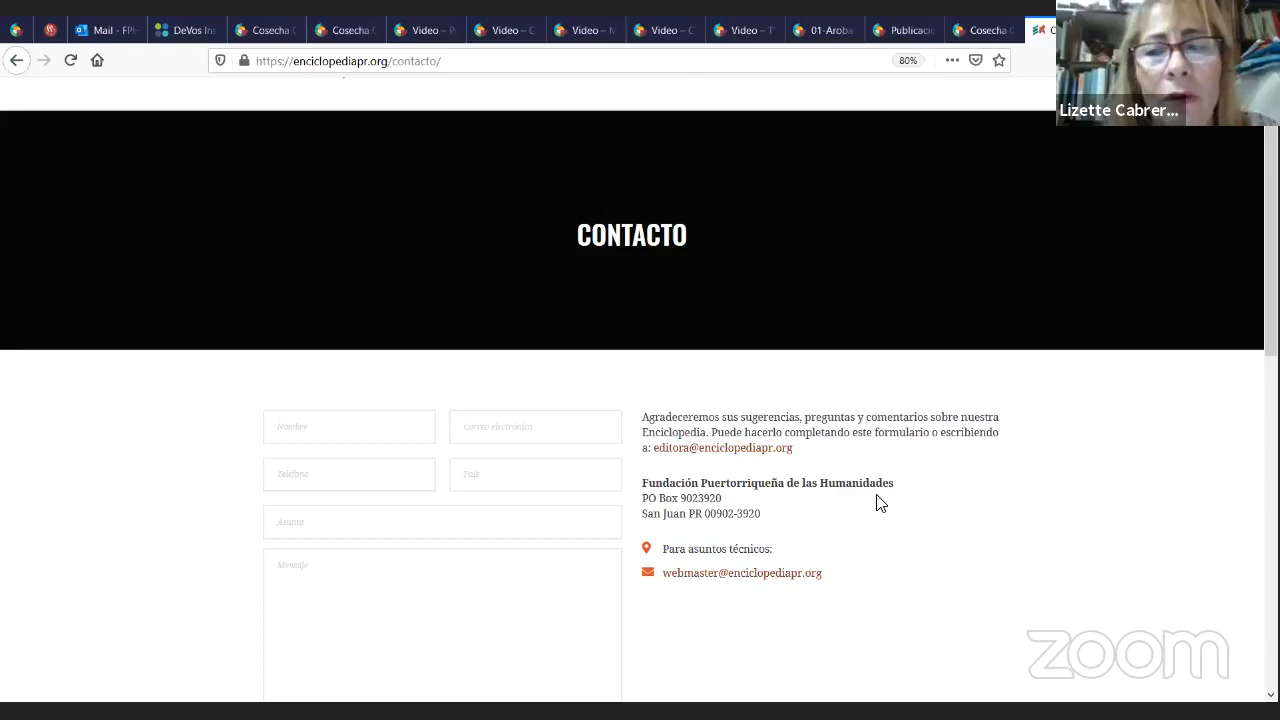 Mail - FPH
DeVos Ins
Cosecha C
Cosecha C
Video – P
Video – C
Video – M
Video – C
Video – T
01-Aroba
Publicacio
Cosecha C
https://enciclopediapr.org/contacto/
80%
Lizette Cabrer...
CONTACTO
Nombre
Correo electrónico
Teléfono
País
Asunto
Mensaje
Agradeceremos sus sugerencias, preguntas y comentarios sobre nuestra
Enciclopedia. Puede hacerlo completando este formulario o escribiendo
a: editora@enciclopediapr.org
Fundación Puertorriqueña de las Humanidades
PO Box 9023920
San Juan PR 00902-3920
Para asuntos técnicos:
webmaster@enciclopediapr.org
zoom